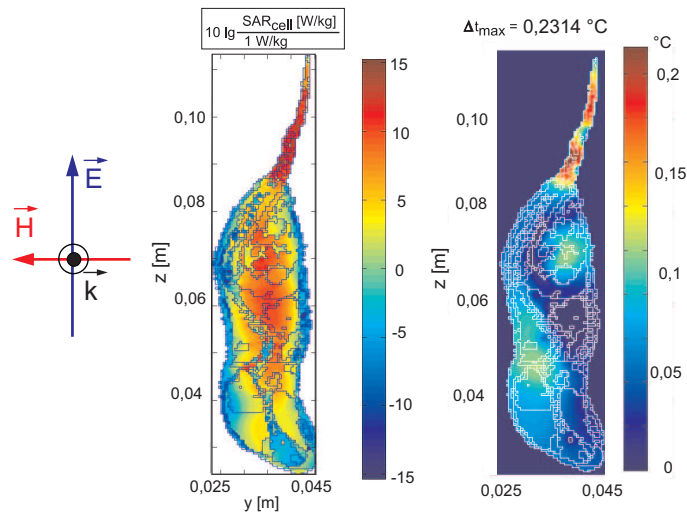 10 lg SAR_cell [W/kg]
1 W/kg
Δt_max = 0,2314 °C
E
H
k
z [m]
0,10
0,08
0,06
0,04
0,025
0,045
y [m]
15
10
5
0
-5
-10
-15
z [m]
0,10
0,08
0,06
0,04
0,025
0,045
°C
0,2
0,15
0,1
0,05
0